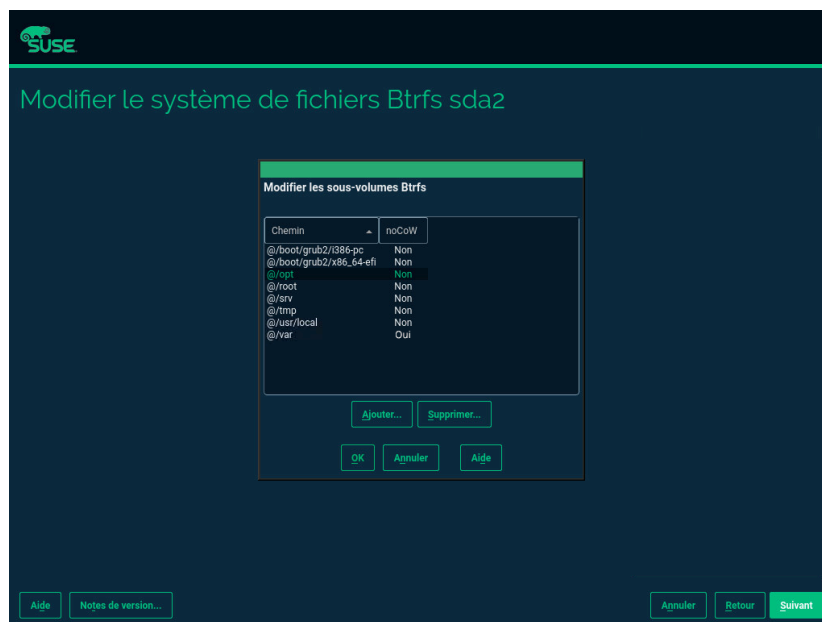 SUSE
Modifier le système de fichiers Btrfs sda2
Modifier les sous-volumes Btrfs
Chemin noCoW
@/boot/grub2/i386-pc Non
@/boot/grub2/x86_64-efi Non
@/opt Non
@/root Non
@/srv Non
@/tmp Non
@/usr/local Non
@/var Oui
Ajouter... Supprimer...
OK Annuler Aide
Aide Notes de version... Annuler Retour Suivant